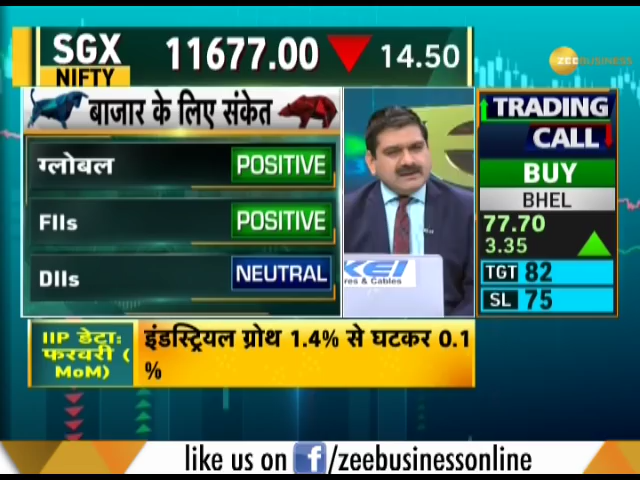 SGX 11677.00 14.50
NIFTY
ZEEBUSINESS
बाजार के लिए संकेत
ग्लोबल POSITIVE
FIIs POSITIVE
DIIs NEUTRAL
KEI
res & Cables
TRADING
CALL
BUY
BHEL
77.70
3.35
TGT 82
SL 75
IIP डेटा:
फरवरी (
MoM)
इंडस्ट्रियल ग्रोथ 1.4% से घटकर 0.1
%
like us on f/zeebusinessonline